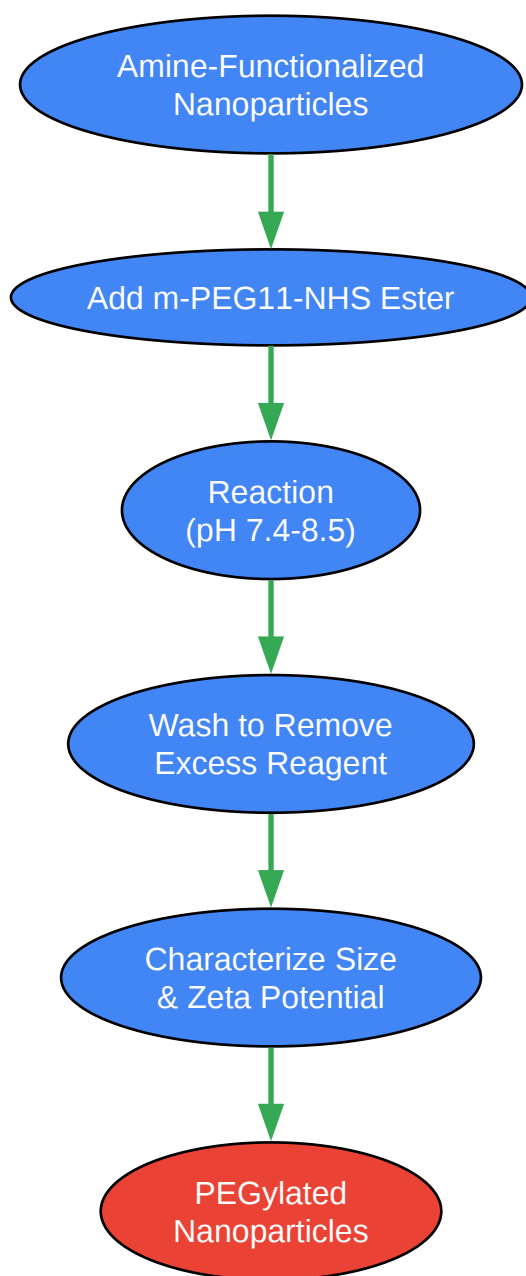 Amine-Functionalized
Nanoparticles
Add m-PEG11-NHS Ester
Reaction
(pH 7.4-8.5)
Wash to Remove
Excess Reagent
Characterize Size
& Zeta Potential
PEGylated
Nanoparticles